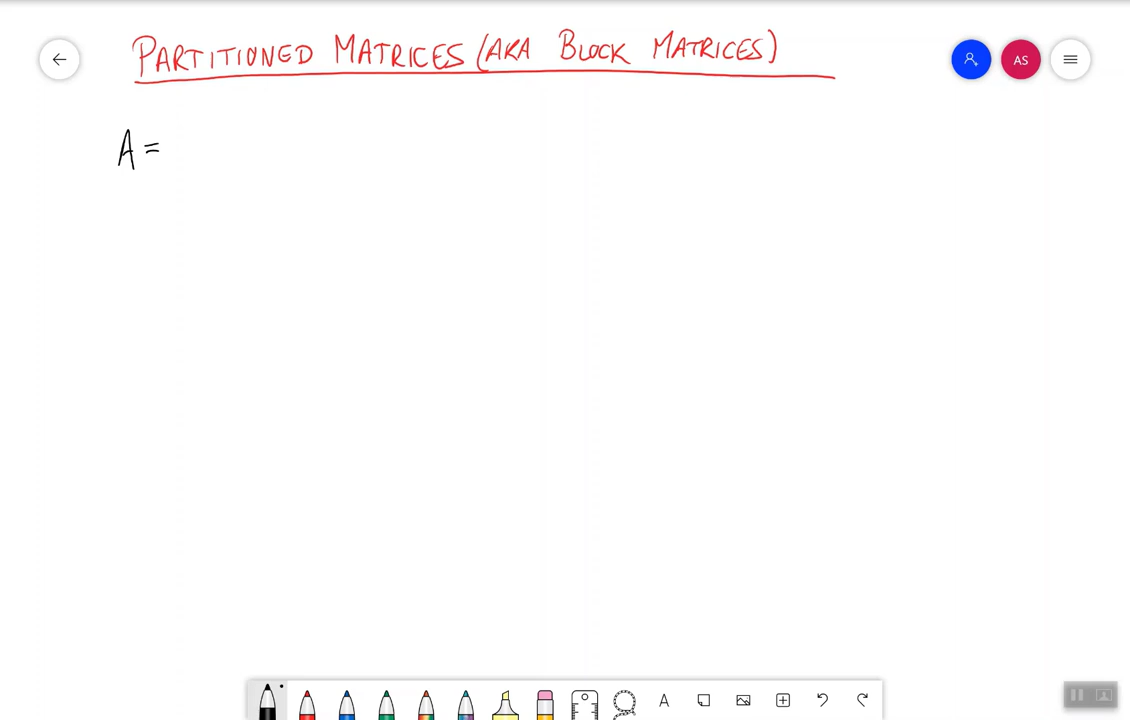 PARTITIONED MATRICES (AKA BLOCK MATRICES)
AS
A =
A